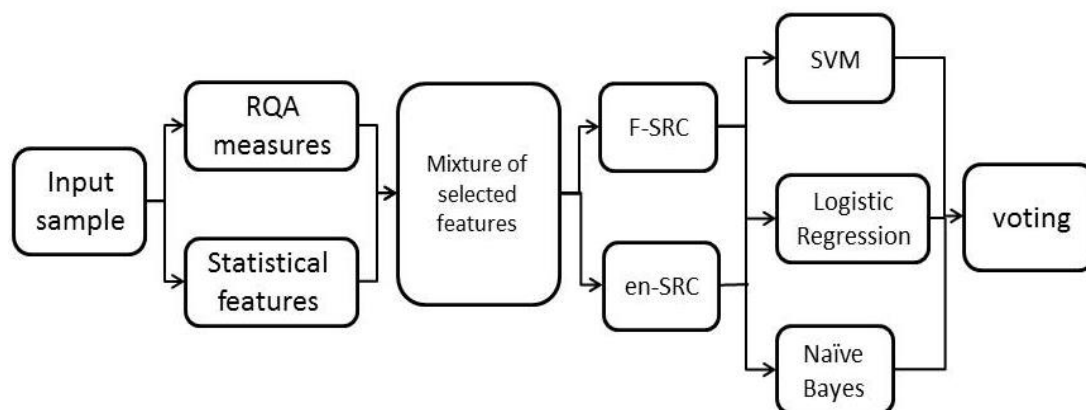 Input
sample
RQA
measures
Statistical
features
Mixture of
selected
features
F-SRC
en-SRC
SVM
Logistic
Regression
Naïve
Bayes
voting